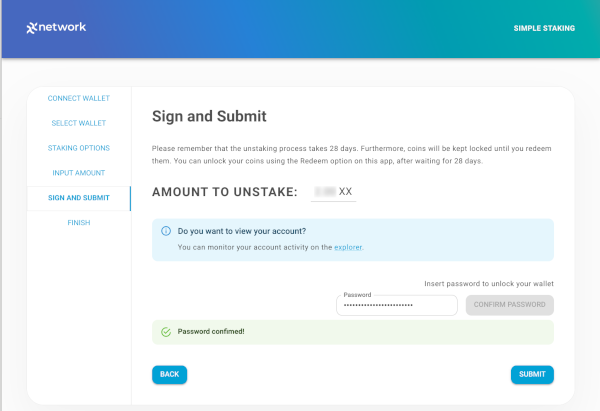 xnetwork
SIMPLE STAKING
CONNECT WALLET
SELECT WALLET
STAKING OPTIONS
INPUT AMOUNT
SIGN AND SUBMIT
FINISH
Sign and Submit
Please remember that the unstaking process takes 28 days. Furthermore, coins will be kept locked until you redeem
them. You can unlock your coins using the Redeem option on this app, after waiting for 28 days.
AMOUNT TO UNSTAKE: XX
Do you want to view your account?
You can monitor your account activity on the explorer.
Insert password to unlock your wallet
Password
CONFIRM PASSWORD
Password confimed!
BACK
SUBMIT